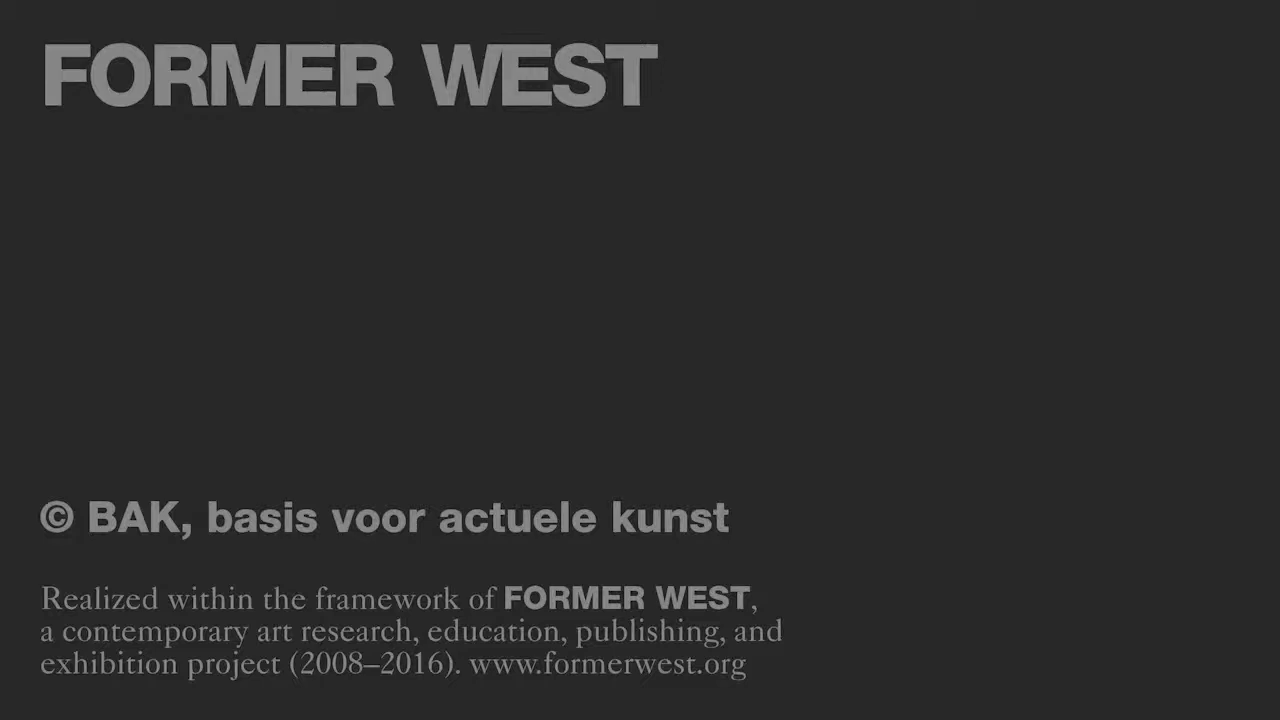 FORMER WEST
© BAK, basis voor actuele kunst
Realized within the framework of FORMER WEST,
a contemporary art research, education, publishing, and
exhibition project (2008–2016). www.formerwest.org